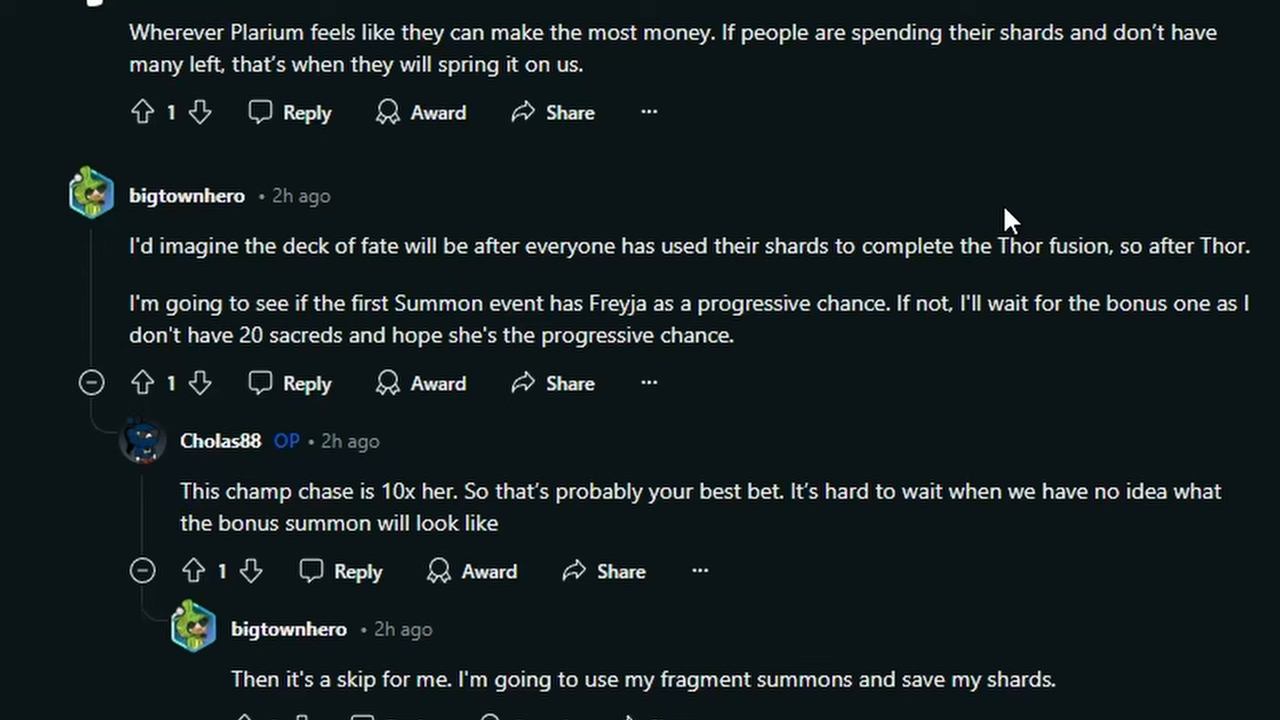 Wherever Plarium feels like they can make the most money. If people are spending their shards and don’t have
many left, that’s when they will spring it on us.
1 Reply Award Share ...
bigtownhero • 2h ago
I'd imagine the deck of fate will be after everyone has used their shards to complete the Thor fusion, so after Thor.
I'm going to see if the first Summon event has Freyja as a progressive chance. If not, I'll wait for the bonus one as I
don't have 20 sacreds and hope she's the progressive chance.
1 Reply Award Share ...
Cholas88 OP • 2h ago
This champ chase is 10x her. So that’s probably your best bet. It’s hard to wait when we have no idea what
the bonus summon will look like
1 Reply Award Share ...
bigtownhero • 2h ago
Then it's a skip for me. I'm going to use my fragment summons and save my shards.